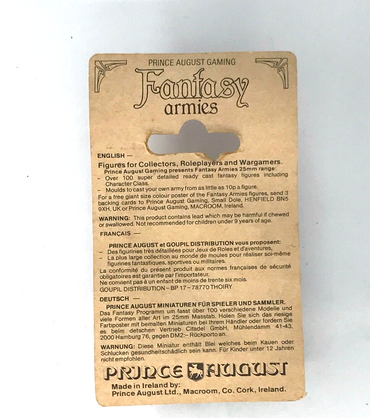 PRINCE AUGUST GAMING
Fantasy
armies
ENGLISH —
Figures for Collectors, Roleplayers and Wargamers.
Prince August Gaming presents Fantasy Armies 25mm range:
– Over 100 super detailed ready cast fantasy figures including
Character Class.
– Moulds to cast your own army from as little as 10p a figure.
For a free giant size colour poster of the Fantasy Armies figures, send 3
backing cards to Prince August Gaming, Small Dole, HENFIELD BN5
9XH, UK or Prince August Gaming, MACROOM, Ireland.
WARNING: This product contains lead which may be harmful if chewed
or swallowed. Not recommended for children under 9 years of age.
FRANÇAIS —
PRINCE AUGUST et GOUPIL DISTRIBUTION vous proposent:
– Des figurines très détaillées pour Jeux de Roles et d'aventures,
– La plus large collection au monde de moules pour réaliser soi-même
figurines fantastiques, sportives ou militaires.
La conformité du présent produit aux normes françaises de sécurité
obligatoires est garantie par l'importateur.
Ne convient pas à un enfant de moins de trente six mois.
GOUPIL DISTRIBUTION – BP 17 – 78770 THOIRY
DEUTSCH —
PRINCE AUGUST MINIATUREN FÜR SPIELER UND SAMMLER.
Das Fantasy Programm um fasst über 100 verschiedene Modelle und
viele Formen aller Art in 25mm Masstab. Holen Sie sich das riesige
Farbposter mit bemalten Miniaturen bei Ihrem Händler oder fordern Sie
es beim deutschen Vertrieb Citadel GmbH, Mühlendamm 41-43,
2000 Hamburg 76, gegen DM2.– Rückporto an.
WARNUNG: Diese Miniatur enthält Blei welches beim Kauen oder
Schlucken gesundheitsschädlich sein kann. Für Kinder unter 12 Jahren
nicht empfohlen.
PRINCE AUGUST
Made in Ireland by:
Prince August Ltd., Macroom, Co. Cork, Ireland.